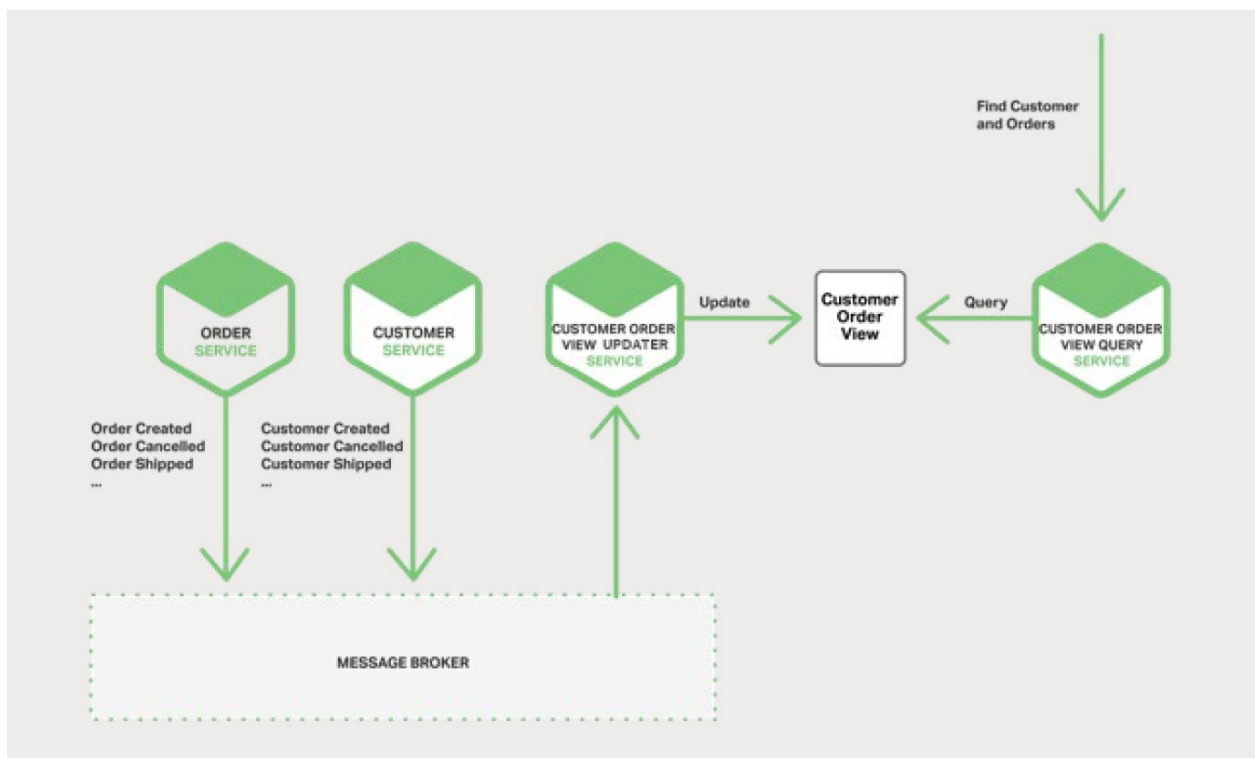 Find Customer
and Orders
ORDER
SERVICE
CUSTOMER
SERVICE
CUSTOMER ORDER
VIEW UPDATER
SERVICE
Update
Customer
Order
View
Query
CUSTOMER ORDER
VIEW QUERY
SERVICE
Order Created
Order Cancelled
Order Shipped
...
Customer Created
Customer Cancelled
Customer Shipped
...
MESSAGE BROKER